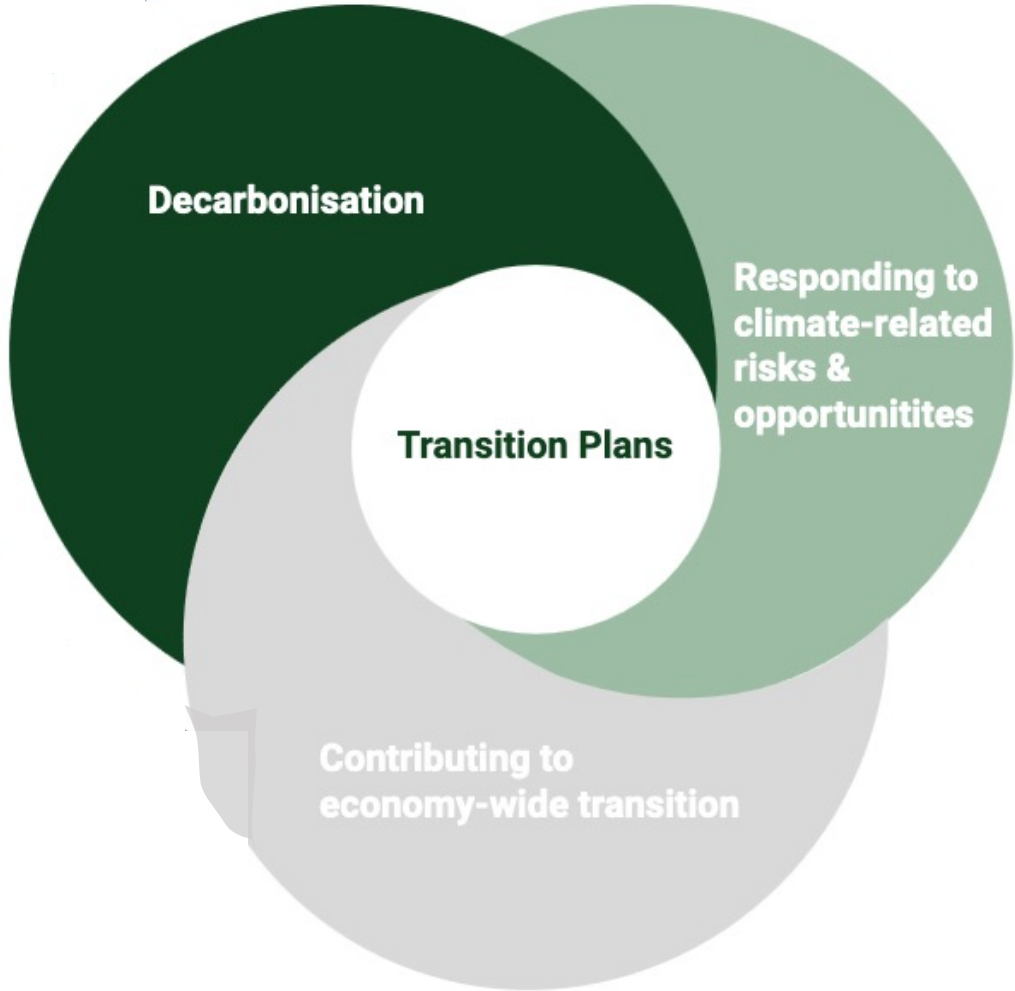 Decarbonisation
Responding to
climate-related
risks &
opportunitites
Transition Plans
Contributing to
economy-wide transition